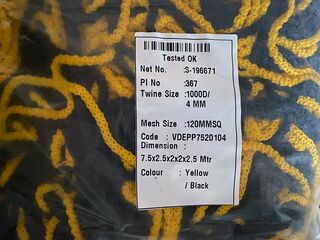 Tested OK
Net No. :S-196671
PI No :367
Twine Size :1000D/
4 MM
Mesh Size :120MMSQ
Code : VDEPP7520104
Dimension :
7.5x2.5x2x2x2.5 Mtr
Colour : Yellow
/ Black